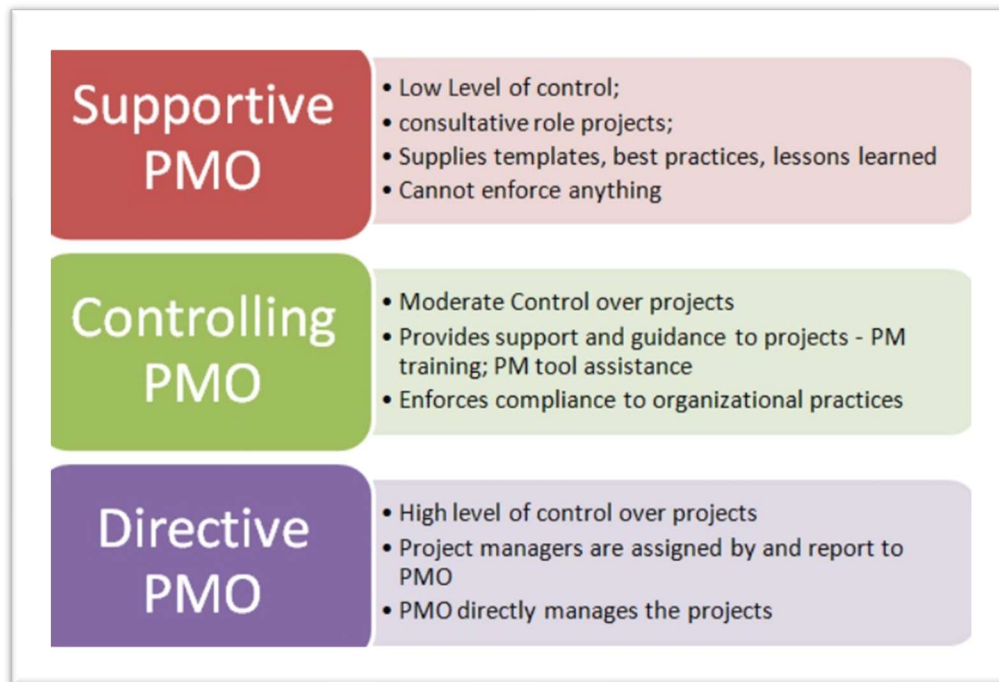 Supportive
PMO
• Low Level of control;
• consultative role projects;
• Supplies templates, best practices, lessons learned
• Cannot enforce anything
Controlling
PMO
• Moderate Control over projects
• Provides support and guidance to projects - PM
training; PM tool assistance
• Enforces compliance to organizational practices
Directive
PMO
• High level of control over projects
• Project managers are assigned by and report to
PMO
• PMO directly manages the projects